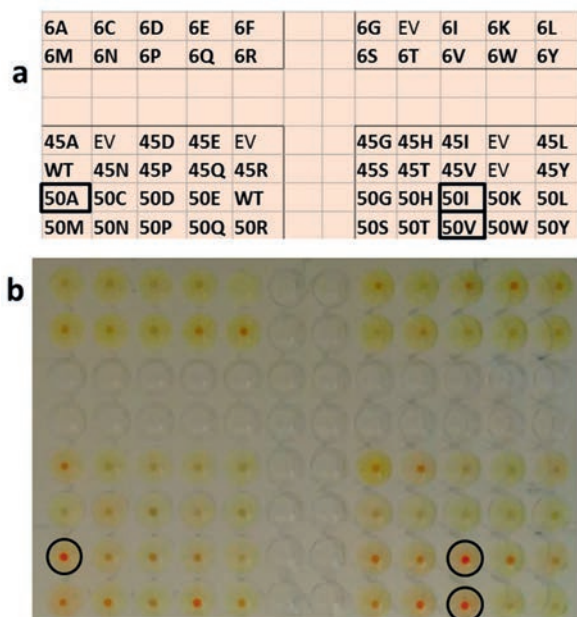 6A 6C 6D 6E 6F 6G EV 6I 6K 6L
6M 6N 6P 6Q 6R 6S 6T 6V 6W 6Y
a
45A EV 45D 45E EV 45G 45H 45I EV 45L
WT 45N 45P 45Q 45R 45S 45T 45V EV 45Y
50A 50C 50D 50E WT 50G 50H 50I 50K 50L
50M 50N 50P 50Q 50R 50S 50T 50V 50W 50Y
b